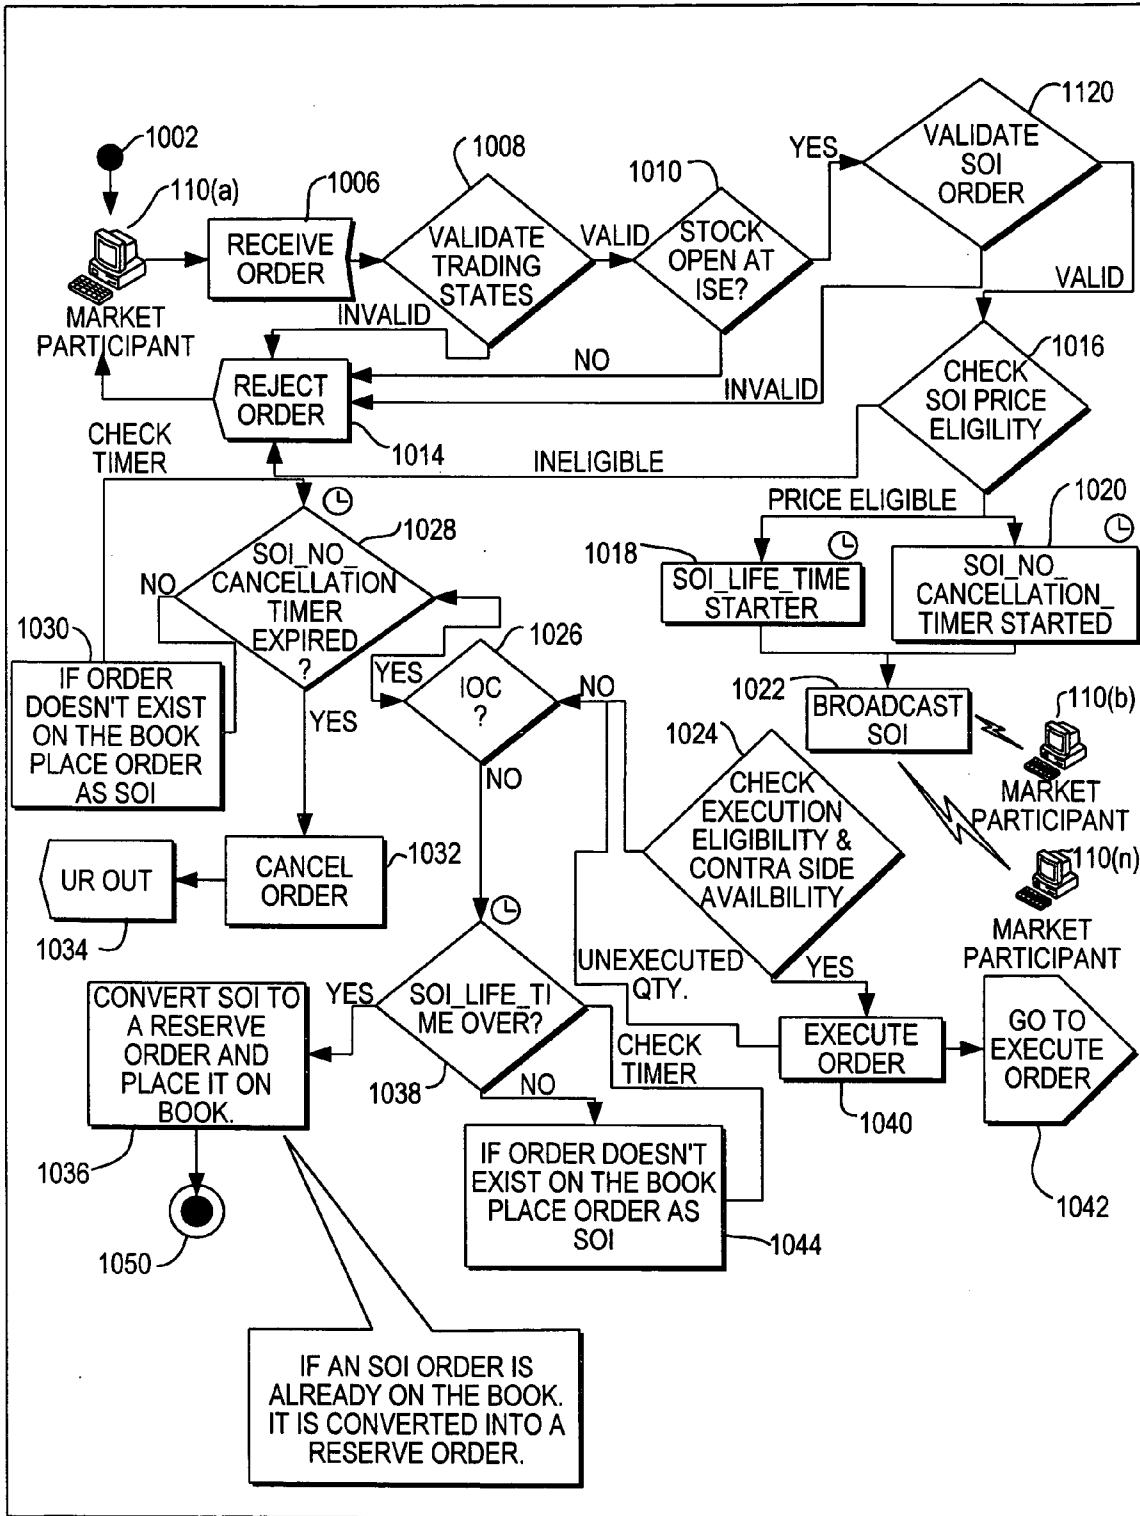 1002
110(a)
MARKET
PARTICIPANT
1006
RECEIVE
ORDER
1008
VALIDATE
TRADING
STATES
VALID
INVALID
1010
STOCK
OPEN AT
ISE?
YES
NO
1120
VALIDATE
SOI
ORDER
VALID
INVALID
REJECT
ORDER
1014
1016
CHECK
SOI PRICE
ELIGILITY
INELIGIBLE
PRICE ELIGIBLE
CHECK
TIMER
1018
SOI_LIFE_TIME
STARTER
1020
SOI_NO_
CANCELLATION_
TIMER STARTED
1022
BROADCAST
SOI
110(b)
MARKET
PARTICIPANT
110(n)
MARKET
PARTICIPANT
1028
SOI_NO_
CANCELLATION
TIMER
EXPIRED
?
NO
YES
1030
IF ORDER
DOESN'T EXIST
ON THE BOOK
PLACE ORDER
AS SOI
1026
IOC
?
YES
NO
NO
1024
CHECK
EXECUTION
ELIGIBILITY &
CONTRA SIDE
AVAILBILITY
YES
UNEXECUTED
QTY.
CANCEL
ORDER
1032
UR OUT
1034
SOI_LIFE_TI
ME OVER?
1038
YES
NO
CHECK
TIMER
CONVERT SOI TO
A RESERVE
ORDER AND
PLACE IT ON
BOOK.
1036
1050
EXECUTE
ORDER
1040
GO TO
EXECUTE
ORDER
1042
IF ORDER DOESN'T
EXIST ON THE BOOK
PLACE ORDER AS
SOI
1044
IF AN SOI ORDER IS
ALREADY ON THE BOOK.
IT IS CONVERTED INTO A
RESERVE ORDER.